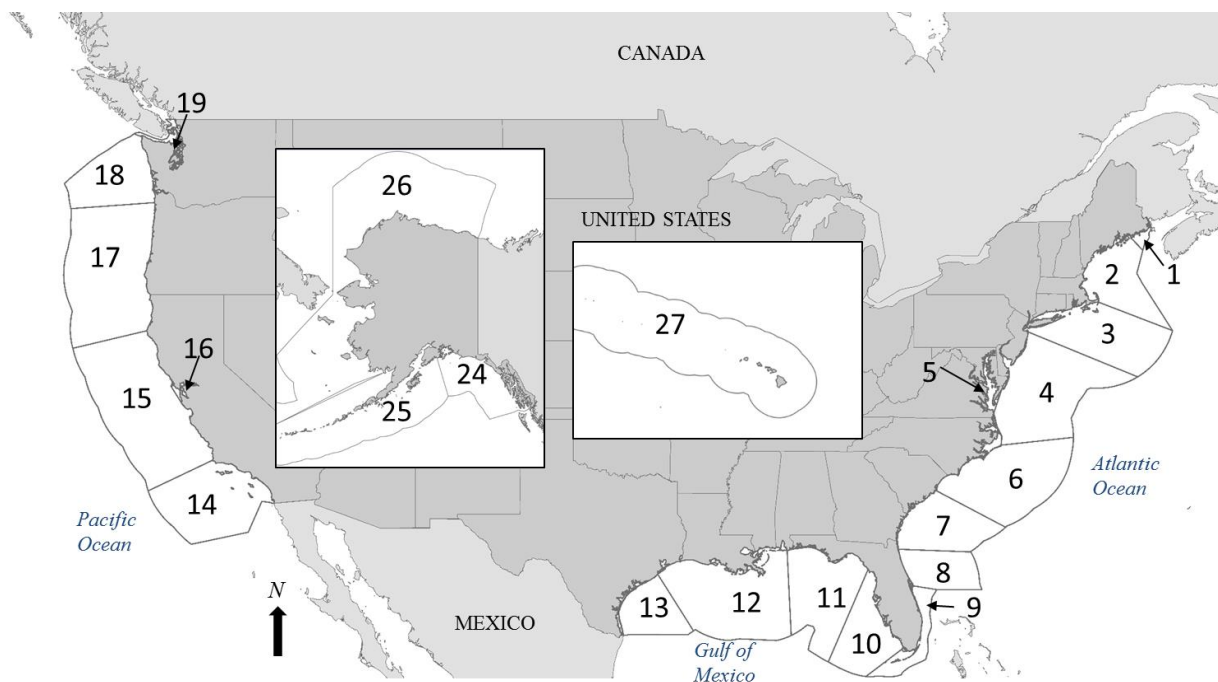 CANADA
19
18
26
UNITED STATES
17
2
1
27
3
16
24
5
15
25
4
14
6
Atlantic
Ocean
Pacific
Ocean
7
8
N
13
12
11
9
MEXICO
10
Gulf of
Mexico